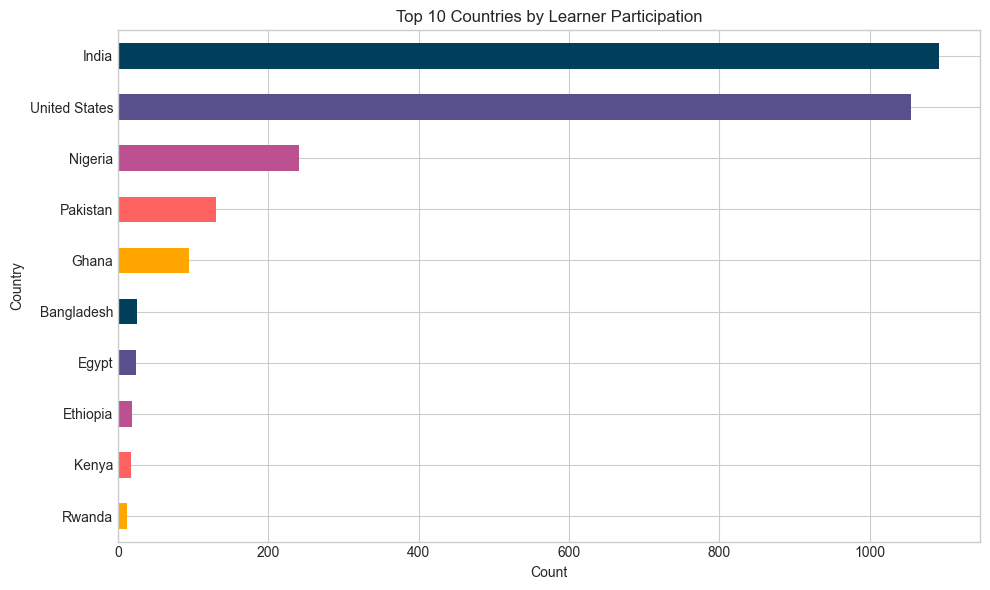 Top 10 Countries by Learner Participation
India
United States
Nigeria
Pakistan
Ghana
Bangladesh
Egypt
Ethiopia
Kenya
Rwanda
Country
0 200 400 600 800 1000
Count